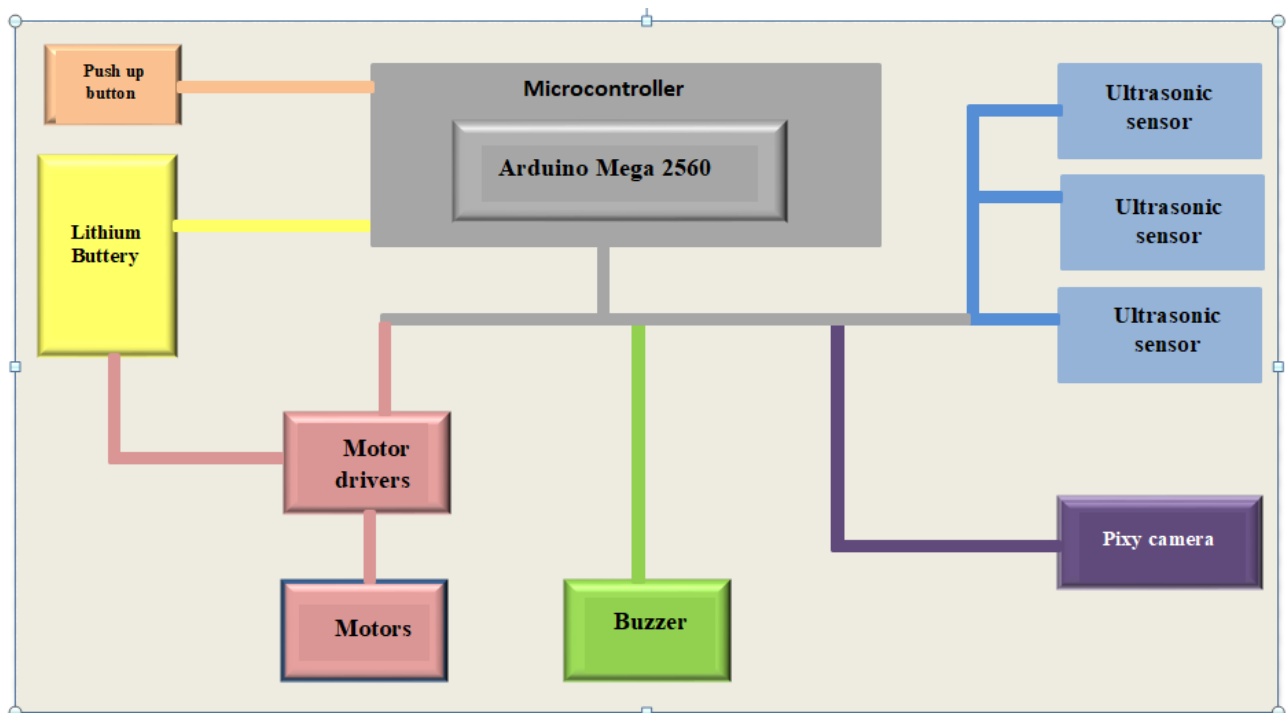 Push up
button
Microcontroller
Arduino Mega 2560
Ultrasonic
sensor
Lithium
Buttery
Ultrasonic
sensor
Ultrasonic
sensor
Motor
drivers
Pixy camera
Motors
Buzzer